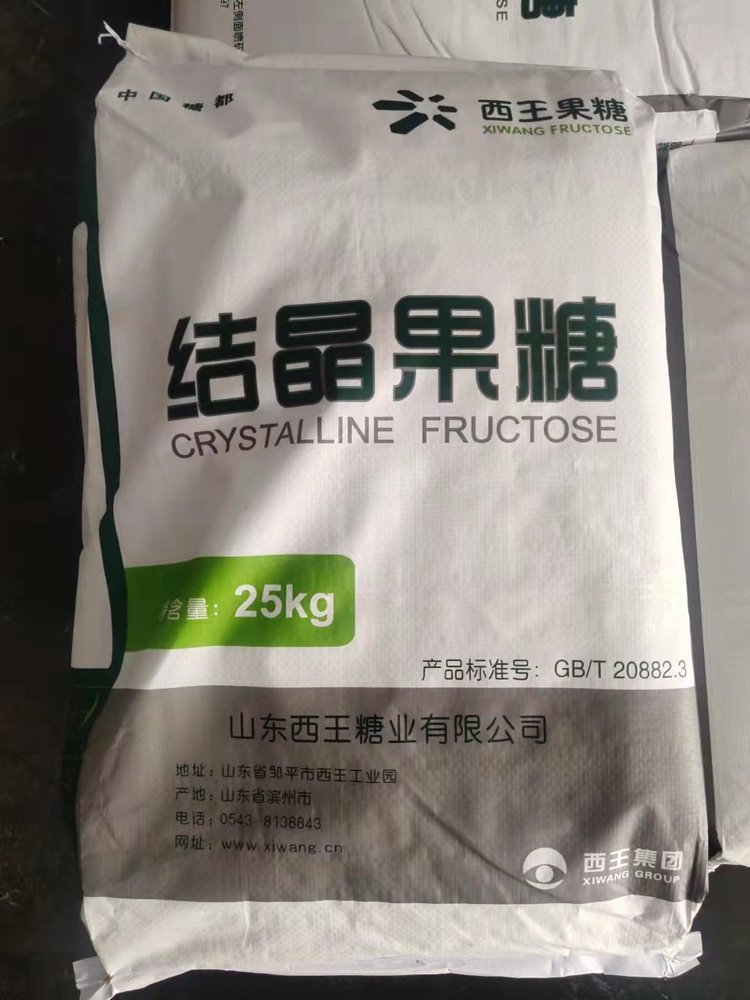 中国糖都
西王果糖
XIWANG FRUCTOSE
结晶果糖
CRYSTALLINE FRUCTOSE
含量：25kg
产品标准号：GB/T 20882.3
山东西王糖业有限公司
地址：山东省邹平市西王工业园
产地：山东省滨州市
电话：0543-8138843
网址：www.xiwang.cn
西王集团
XIWANG GROUP